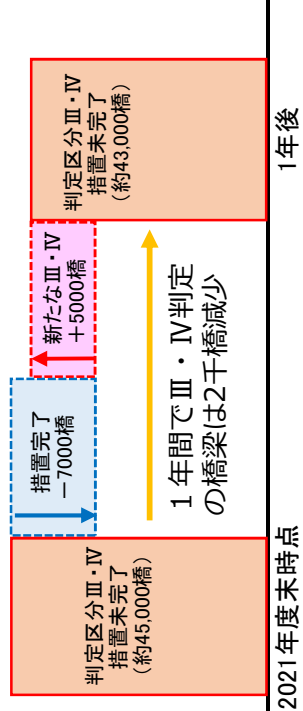 判定区分Ⅲ・Ⅳ
措置未完了
(約45,000橋)
措置完了
－7000橋
新たなⅢ・Ⅳ
＋5000橋
判定区分Ⅲ・Ⅳ
措置未完了
(約43,000橋)
１年間でⅢ・Ⅳ判定
の橋梁は2千橋減少
2021年度末時点
1年後